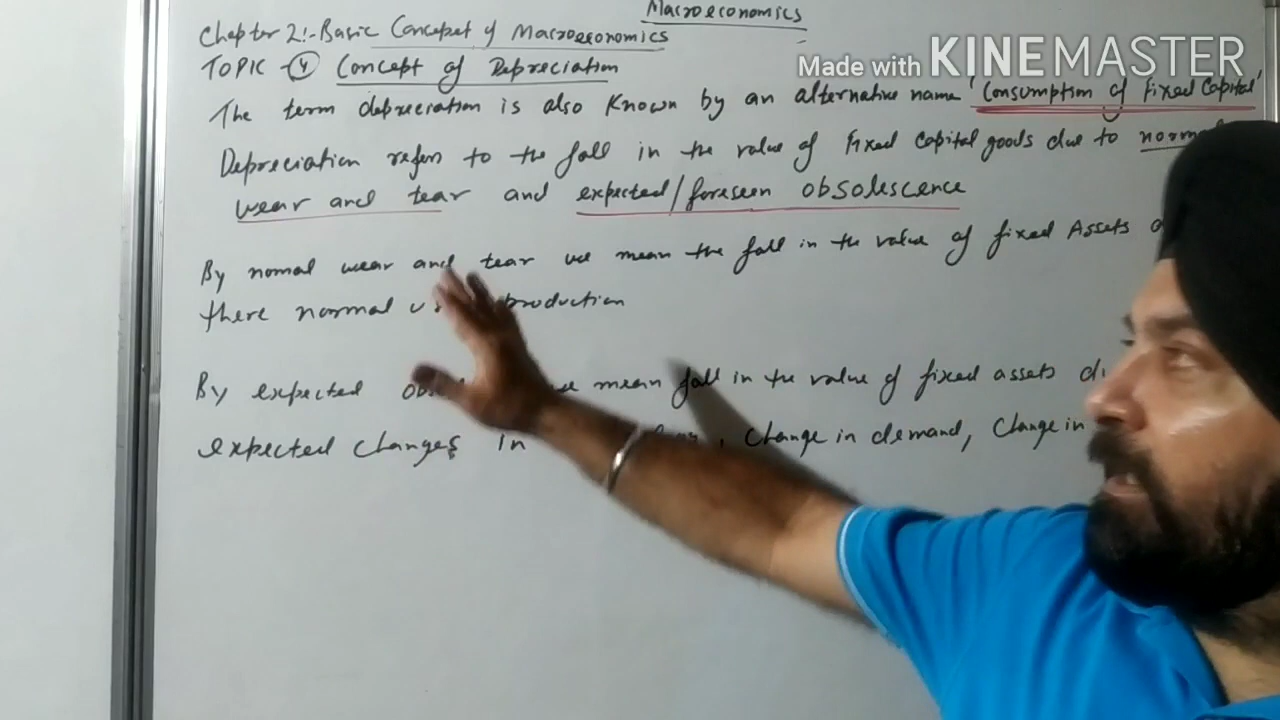 Macroeconomics
Chapter 2:- Basic Concept of Macroeconomics
Made with KINEMASTER
TOPIC - 4 Concept of Depreciation
The term depreciation is also known by an alternative name 'Consumption of Fixed Capital'
Depreciation refers to the fall in the value of Fixed Capital goods due to normal
wear and tear and expected/foreseen obsolescence
By normal wear and tear we mean the fall in the value of fixed Assets
there normal production
By expected we mean fall in the value of fixed assets
expected changes in , change in demand, change in